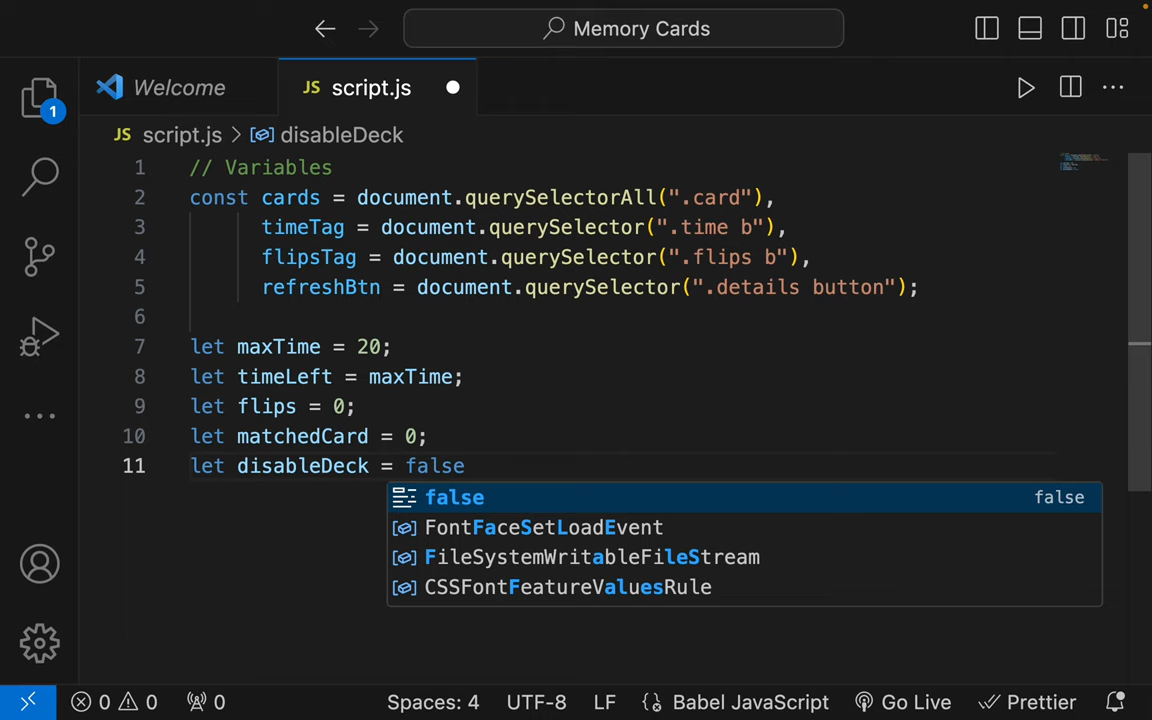 Memory Cards
Welcome
JS script.js
1
JS script.js > disableDeck
1 // Variables
2 const cards = document.querySelectorAll(".card"),
3 timeTag = document.querySelector(".time b"),
4 flipsTag = document.querySelector(".flips b"),
5 refreshBtn = document.querySelector(".details button");
6
7 let maxTime = 20;
8 let timeLeft = maxTime;
9 let flips = 0;
10 let matchedCard = 0;
11 let disableDeck = false
false false
FontFaceSetLoadEvent
FileSystemWritableFileStream
CSSFontFeatureValuesRule
0 0 0 Spaces: 4 UTF-8 LF {} Babel JavaScript Go Live Prettier